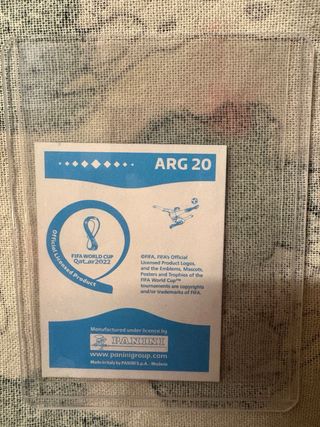 ARG 20
FIFA WORLD CUP
Qatar2022
Official Licensed Product
©FIFA, FIFA's Official
Licensed Product Logos,
and the Emblems, Mascots,
Posters and Trophies of the
FIFA World Cup™
tournaments are copyrights
and/or trademarks of FIFA.
Manufactured under licence by
PANINI
www.paninigroup.com
Made in Italy by PANINI S.p.A. - Modena